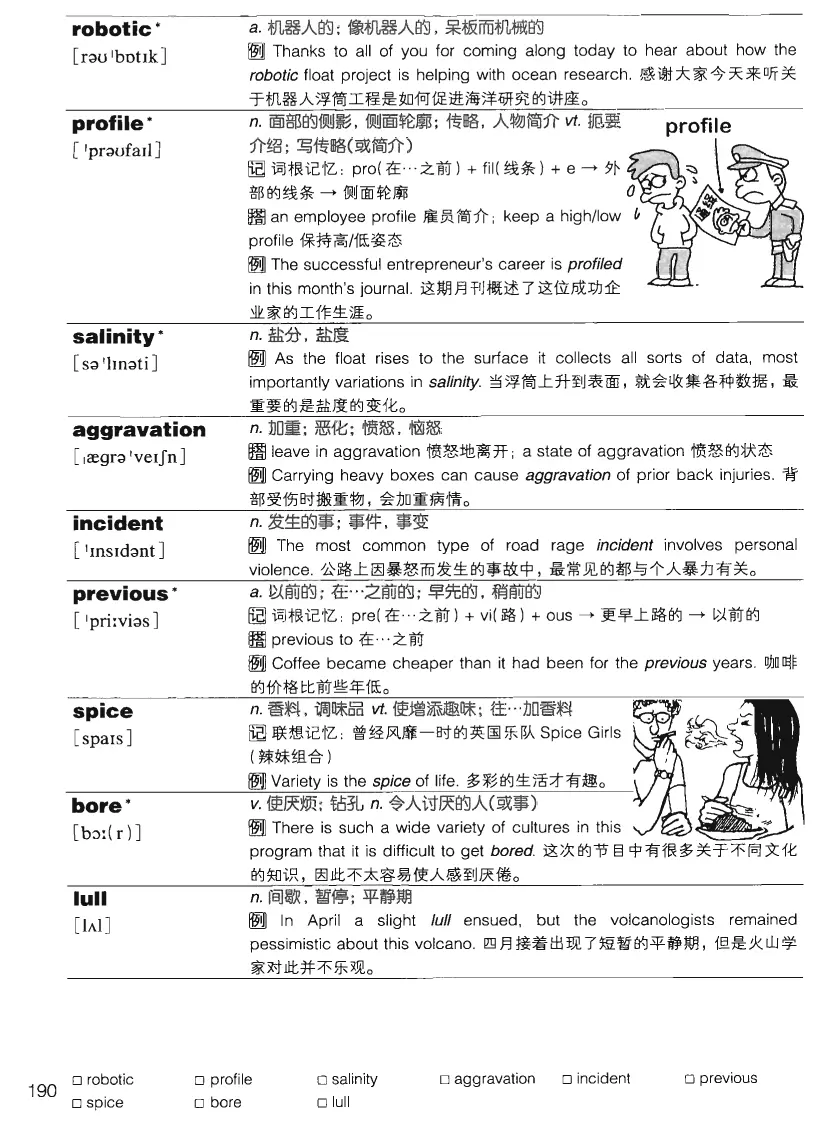 robotic*
[rəʊˈbɒtɪk]
a. 机器人的; 像机器人的, 呆板而机械的
例 Thanks to all of you for coming along today to hear about how the
robotic float project is helping with ocean research. 感谢大家今天来听关
于机器人浮筒工程是如何促进海洋研究的讲座。
profile*
[ˈprəʊfaɪl]
n. 面部的侧影, 侧面轮廓; 传略, 人物简介 vt. 扼要
介绍; 写传略(或简介)
记 词根记忆: pro(在…之前) + fil(线条) + e → 外
部的线条 → 侧面轮廓
搭 an employee profile 雇员简介; keep a high/low
profile 保持高/低姿态
例 The successful entrepreneur's career is profiled
in this month's journal. 这期月刊概述了这位成功企
业家的工作生涯。
profile
通缉
salinity*
[səˈlɪnəti]
n. 盐分, 盐度
例 As the float rises to the surface it collects all sorts of data, most
importantly variations in salinity. 当浮筒上升到表面, 就会收集各种数据, 最
重要的是盐度的变化。
aggravation
[ˌægrəˈveɪʃn]
n. 加重; 恶化; 愤怒, 恼怒
搭 leave in aggravation 愤怒地离开; a state of aggravation 愤怒的状态
例 Carrying heavy boxes can cause aggravation of prior back injuries. 背
部受伤时搬重物, 会加重病情。
incident
[ˈɪnsɪdənt]
n. 发生的事; 事件, 事变
例 The most common type of road rage incident involves personal
violence. 公路上因暴怒而发生的事故中, 最常见的都与个人暴力有关。
previous*
[ˈpriːviəs]
a. 以前的; 在…之前的; 早先的, 稍前的
记 词根记忆: pre(在…之前) + vi(路) + ous → 更早上路的 → 以前的
搭 previous to 在…之前
例 Coffee became cheaper than it had been for the previous years. 咖啡
的价格比前些年低。
spice
[spaɪs]
n. 香料, 调味品 vt. 使增添趣味; 往…加香料
记 联想记忆: 曾经风靡一时的英国乐队 Spice Girls
(辣妹组合)
例 Variety is the spice of life. 多彩的生活才有趣。
bore*
[bɔː(r)]
v. 使厌烦; 钻孔 n. 令人讨厌的人(或事)
例 There is such a wide variety of cultures in this
program that it is difficult to get bored. 这次的节目中有很多关于不同文化
的知识, 因此不太容易使人感到厌倦。
lull
[lʌl]
n. 间歇, 暂停; 平静期
例 In April a slight lull ensued, but the volcanologists remained
pessimistic about this volcano. 四月接着出现了短暂的平静期, 但是火山学
家对此并不乐观。
190
□ robotic □ profile □ salinity □ aggravation □ incident □ previous
□ spice □ bore □ lull